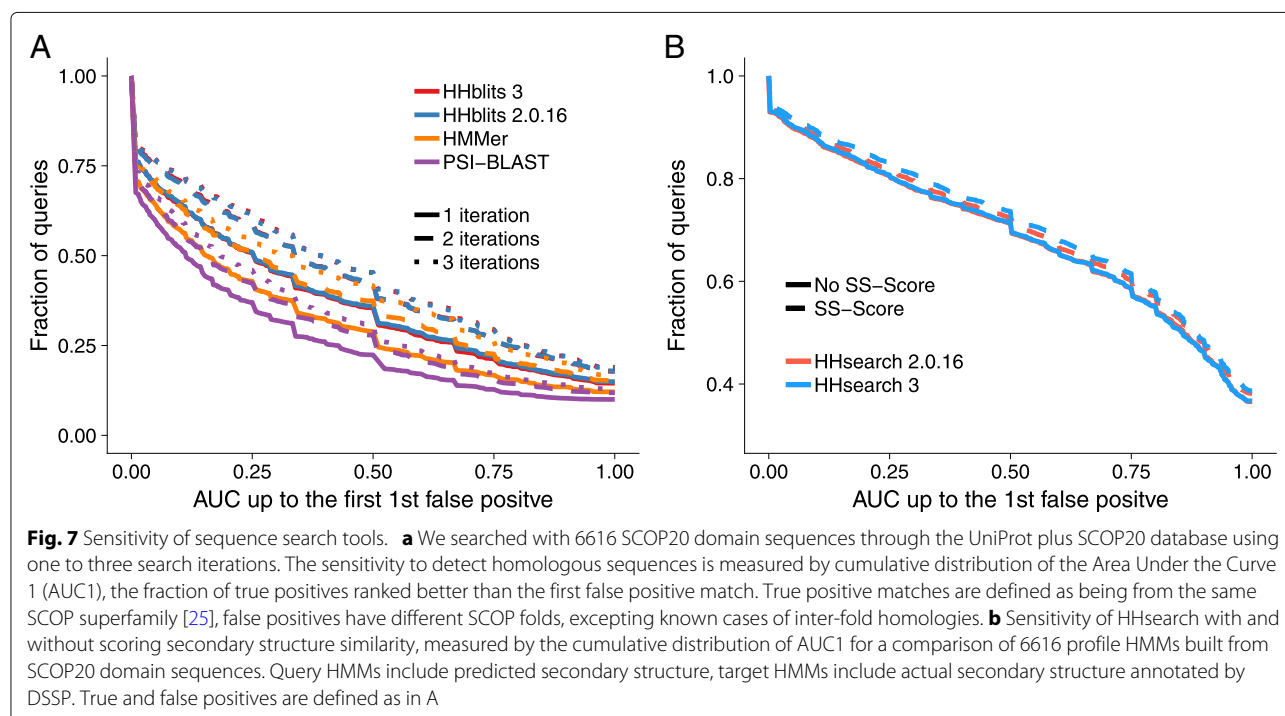 A
1.00
0.75
0.50
0.25
0.00
Fraction of queries
HHblits 3
HHblits 2.0.16
HMMer
PSI−BLAST
1 iteration
2 iterations
3 iterations
0.00 0.25 0.50 0.75 1.00
AUC up to the first 1st false positve
B
1.0
0.8
0.6
0.4
Fraction of queries
No SS−Score
SS−Score
HHsearch 2.0.16
HHsearch 3
0.00 0.25 0.50 0.75 1.00
AUC up to the 1st false positve
Fig. 7 Sensitivity of sequence search tools. a We searched with 6616 SCOP20 domain sequences through the UniProt plus SCOP20 database using
one to three search iterations. The sensitivity to detect homologous sequences is measured by cumulative distribution of the Area Under the Curve
1 (AUC1), the fraction of true positives ranked better than the first false positive match. True positive matches are defined as being from the same
SCOP superfamily [25], false positives have different SCOP folds, excepting known cases of inter-fold homologies. b Sensitivity of HHsearch with and
without scoring secondary structure similarity, measured by the cumulative distribution of AUC1 for a comparison of 6616 profile HMMs built from
SCOP20 domain sequences. Query HMMs include predicted secondary structure, target HMMs include actual secondary structure annotated by
DSSP. True and false positives are defined as in A